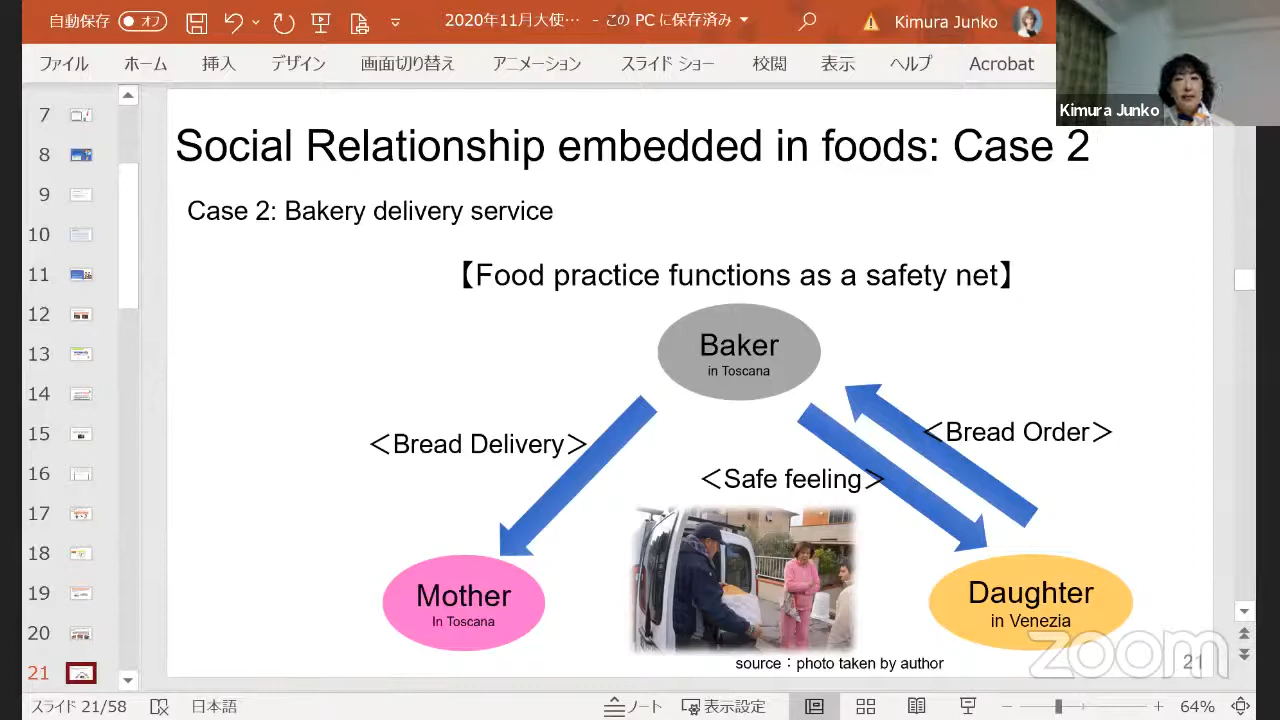 自動保存 オフ 2020年11月大使… - この PC に保存済み Kimura Junko
ファイル ホーム 挿入 デザイン 画面切り替え アニメーション スライド ショー 校閲 表示 ヘルプ Acrobat
Kimura Junko
7
8
9
10
11
12
13
14
15
16
17
18
19
20
21
Social Relationship embedded in foods: Case 2
Case 2: Bakery delivery service
【Food practice functions as a safety net】
Baker
in Toscana
＜Bread Delivery＞
＜Bread Order＞
＜Safe feeling＞
Mother
In Toscana
Daughter
in Venezia
source：photo taken by author
21
zoom
スライド 21/58 日本語 ノート 表示設定 64%